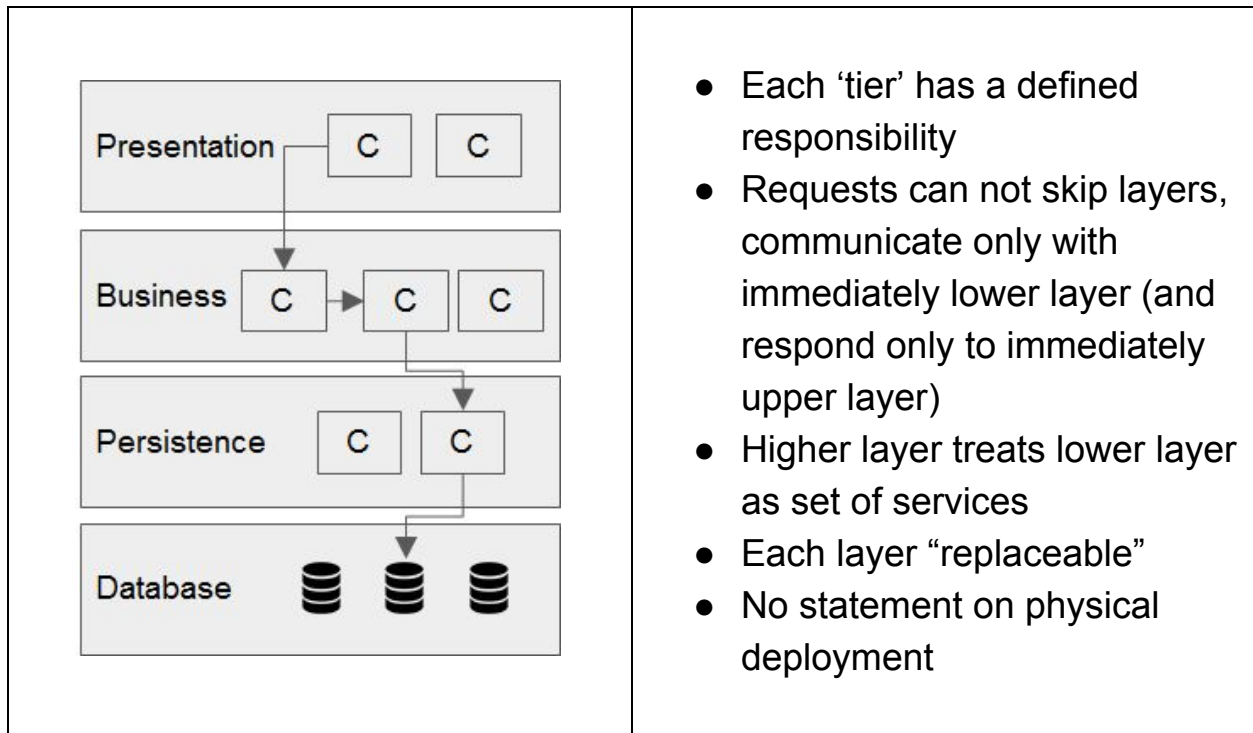 Presentation C C
Business C C C
Persistence C C
Database
● Each ‘tier’ has a defined
responsibility
● Requests can not skip layers,
communicate only with
immediately lower layer (and
respond only to immediately
upper layer)
● Higher layer treats lower layer
as set of services
● Each layer “replaceable”
● No statement on physical
deployment